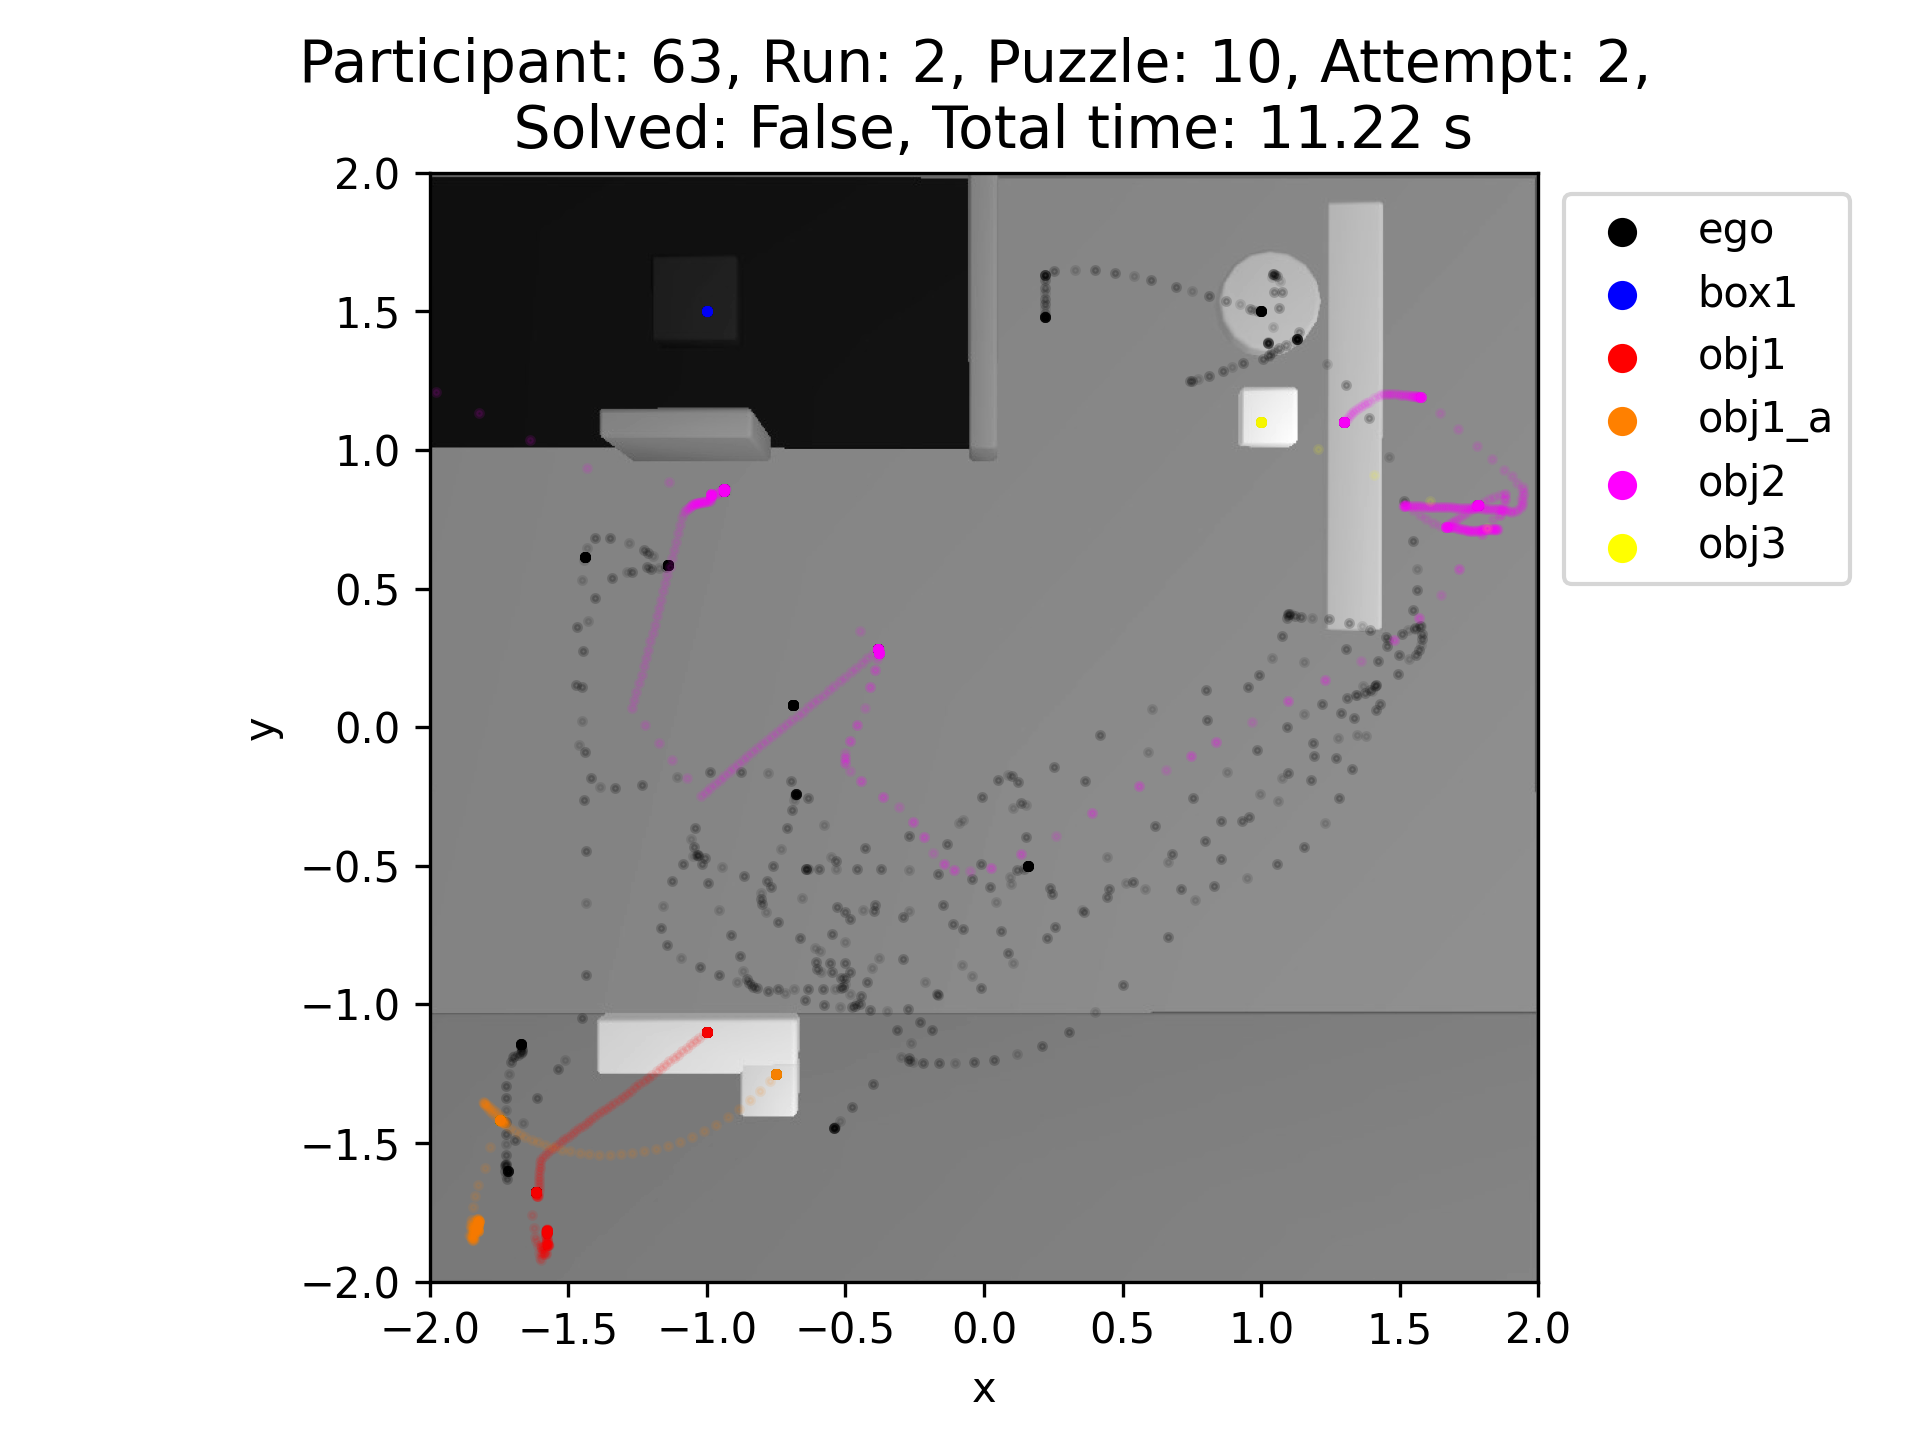 Participant: 63, Run: 2, Puzzle: 10, Attempt: 2,
Solved: False, Total time: 11.22 s
2.0
1.5
1.0
0.5
0.0
−0.5
−1.0
−1.5
−2.0
y
−2.0 −1.5 −1.0 −0.5 0.0 0.5 1.0 1.5 2.0
x
ego
box1
obj1
obj1_a
obj2
obj3